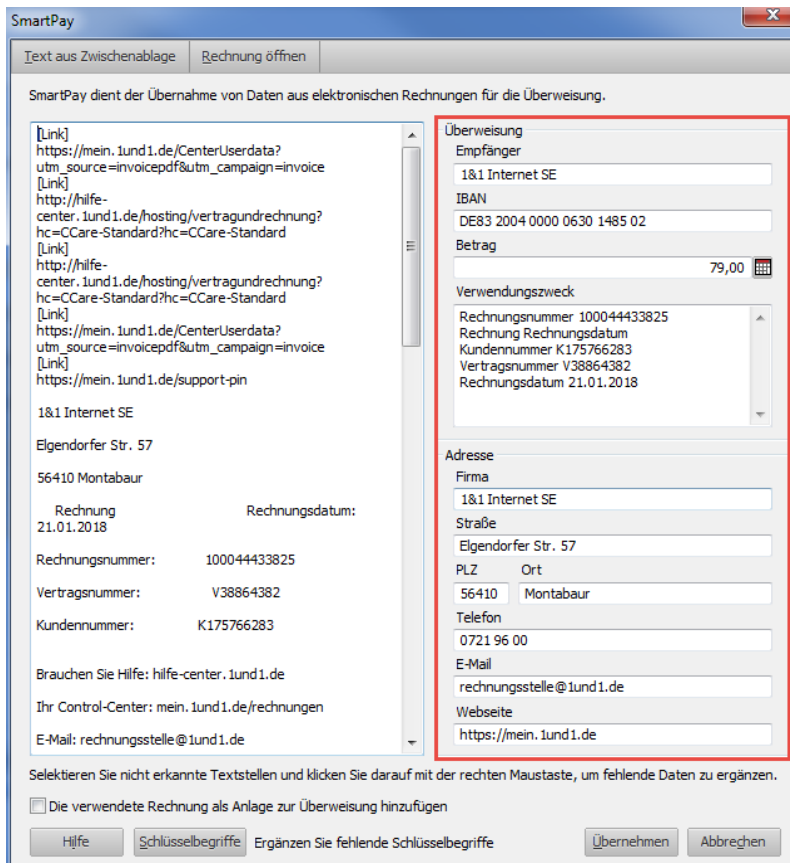 SmartPay
Text aus Zwischenablage
Rechnung öffnen
SmartPay dient der Übernahme von Daten aus elektronischen Rechnungen für die Überweisung.
[Link]
https://mein.1und1.de/CenterUserdata?
utm_source=invoicepdf&utm_campaign=invoice
[Link]
http://hilfe-
center.1und1.de/hosting/vertragundrechnung?
hc=CCare-Standard?hc=CCare-Standard
[Link]
http://hilfe-
center.1und1.de/hosting/vertragundrechnung?
hc=CCare-Standard?hc=CCare-Standard
[Link]
https://mein.1und1.de/CenterUserdata?
utm_source=invoicepdf&utm_campaign=invoice
[Link]
https://mein.1und1.de/support-pin
1&1 Internet SE
Elgendorfer Str. 57
56410 Montabaur
Rechnung Rechnungsdatum:
21.01.2018
Rechnungsnummer: 100044433825
Vertragsnummer: V38864382
Kundennummer: K175766283
Brauchen Sie Hilfe: hilfe-center.1und1.de
Ihr Control-Center: mein.1und1.de/rechnungen
E-Mail: rechnungsstelle@1und1.de
Überweisung
Empfänger
1&1 Internet SE
IBAN
DE83 2004 0000 0630 1485 02
Betrag
79,00
Verwendungszweck
Rechnungsnummer 100044433825
Rechnung Rechnungsdatum
Kundennummer K175766283
Vertragsnummer V38864382
Rechnungsdatum 21.01.2018
Adresse
Firma
1&1 Internet SE
Straße
Elgendorfer Str. 57
PLZ Ort
56410 Montabaur
Telefon
0721 96 00
E-Mail
rechnungsstelle@1und1.de
Webseite
https://mein.1und1.de
Selektieren Sie nicht erkannte Textstellen und klicken Sie darauf mit der rechten Maustaste, um fehlende Daten zu ergänzen.
Die verwendete Rechnung als Anlage zur Überweisung hinzufügen
Hilfe
Schlüsselbegriffe
Ergänzen Sie fehlende Schlüsselbegriffe
Übernehmen
Abbrechen